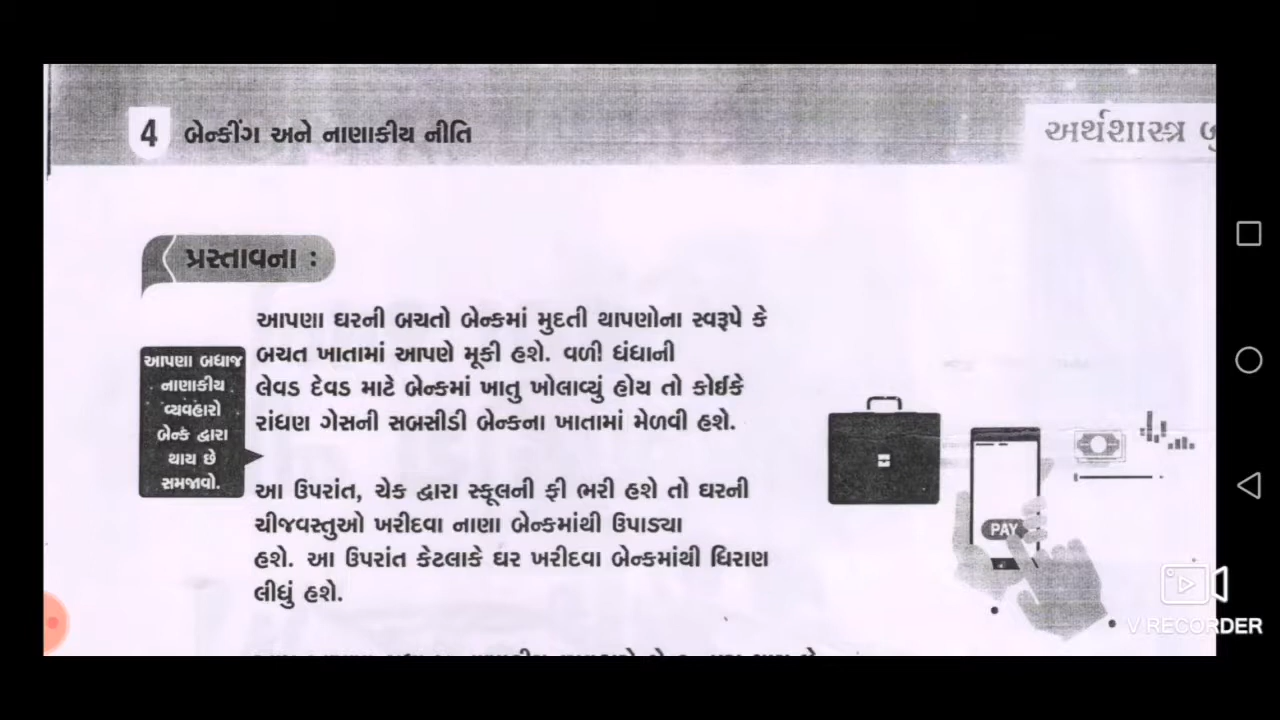 4 બેન્કીંગ અને નાણાકીય નીતિ
અર્થશાસ્ત્ર
પ્રસ્તાવના :
આપણા ઘરની બચતો બેન્કમાં મુદતી થાપણોના સ્વરૂપે કે
બચત ખાતામાં આપણે મૂકી હશે. વળી ધંધાની
લેવડ દેવડ માટે બેન્કમાં ખાતુ ખોલાવ્યું હોય તો કોઈકે
રાંધણ ગેસની સબસીડી બેન્કના ખાતામાં મેળવી હશે.
આપણા બધાજ
નાણાકીય
વ્યવહારો
બેન્ક દ્વારા
થાય છે
સમજાવો.
આ ઉપરાંત, ચેક દ્વારા સ્કૂલની ફી ભરી હશે તો ઘરની
ચીજવસ્તુઓ ખરીદવા નાણા બેન્કમાંથી ઉપાડ્યા
હશે. આ ઉપરાંત કેટલાકે ઘર ખરીદવા બેન્કમાંથી ધિરાણ
લીધું હશે.
PAY
V RECORDER